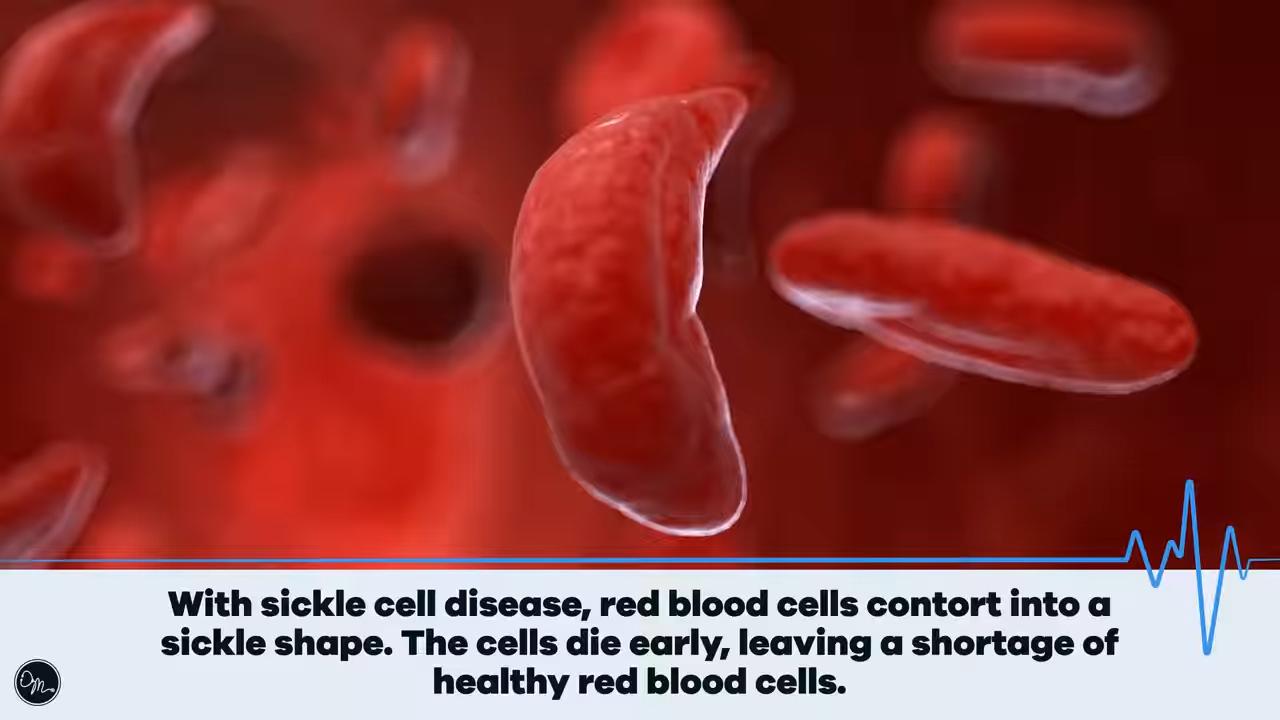 With sickle cell disease, red blood cells contort into a
sickle shape. The cells die early, leaving a shortage of
healthy red blood cells.
DM